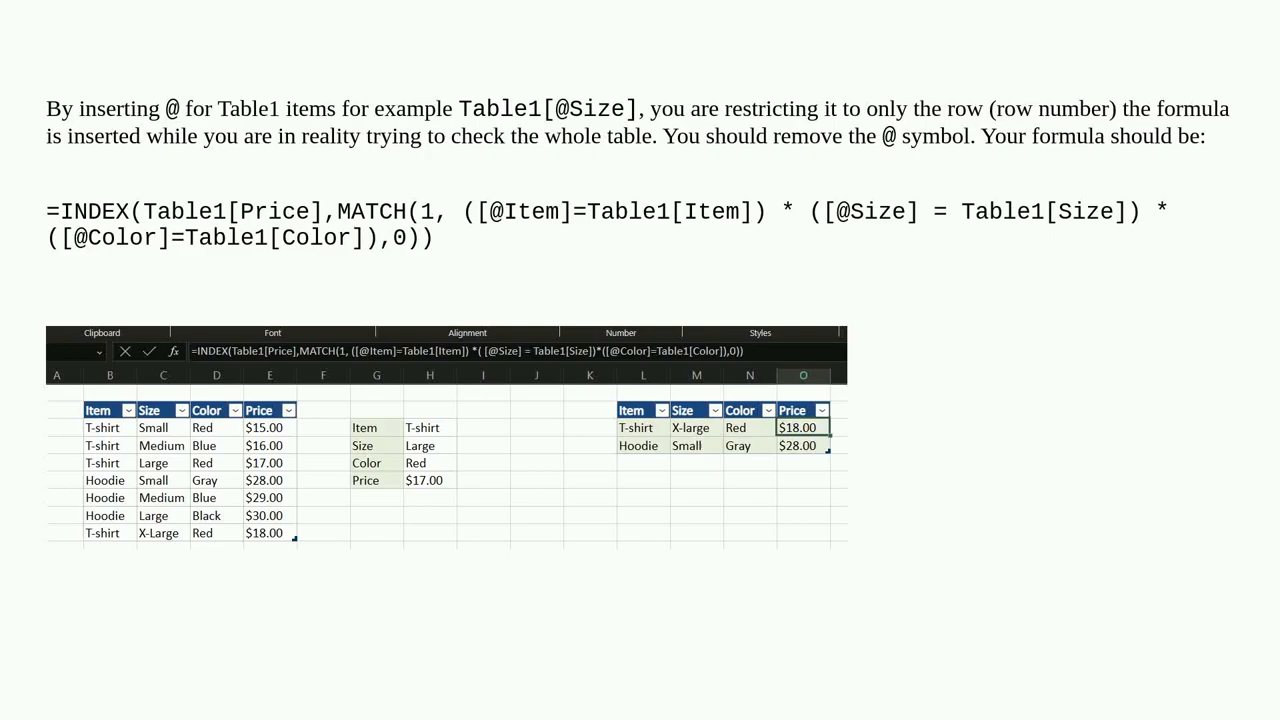 By inserting @ for Table1 items for example Table1[@Size], you are restricting it to only the row (row number) the formula
is inserted while you are in reality trying to check the whole table. You should remove the @ symbol. Your formula should be:
=INDEX(Table1[Price],MATCH(1, ([@Item]=Table1[Item]) * ([@Size] = Table1[Size]) *
([@Color]=Table1[Color]),0))
Clipboard Font Alignment Number Styles
fx =INDEX(Table1[Price],MATCH(1, ([@Item]=Table1[Item]) *( [@Size] = Table1[Size])*([@Color]=Table1[Color]),0))
A B C D E F G H I J K L M N O
Item Size Color Price Item Size Color Price
T-shirt Small Red $15.00 Item T-shirt T-shirt X-large Red $18.00
T-shirt Medium Blue $16.00 Size Large Hoodie Small Gray $28.00
T-shirt Large Red $17.00 Color Red
Hoodie Small Gray $28.00 Price $17.00
Hoodie Medium Blue $29.00
Hoodie Large Black $30.00
T-shirt X-Large Red $18.00